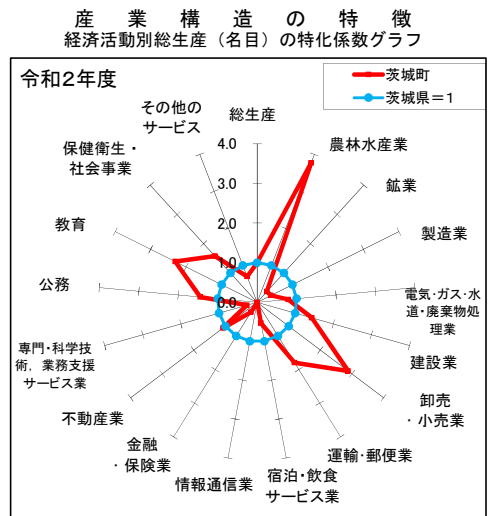 産業構造の特徴
経済活動別総生産（名目）の特化係数グラフ
令和2年度
茨城町
茨城県＝1
総生産
農林水産業
鉱業
製造業
電気・ガス・水
道・廃棄物処
理業
建設業
卸売
・小売業
運輸・郵便業
宿泊・飲食
サービス業
情報通信業
金融
・保険業
不動産業
専門・科学技
術，業務支援
サービス業
公務
教育
保健衛生・
社会事業
その他の
サービス
4.0
3.0
2.0
1.0
0.0